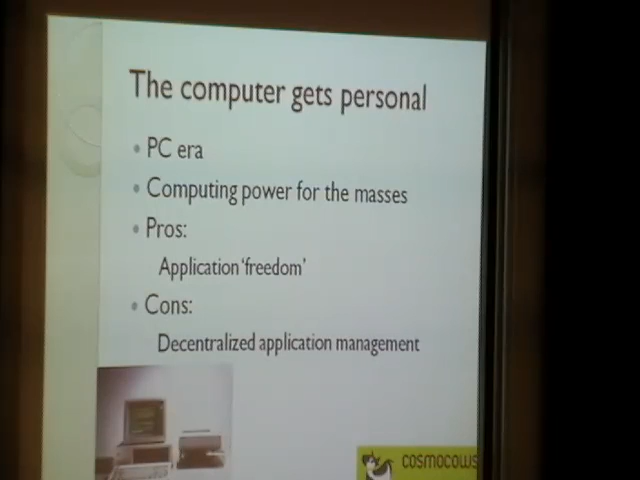 The computer gets personal
PC era
Computing power for the masses
Pros:
Application 'freedom'
Cons:
Decentralized application management
cosmocows